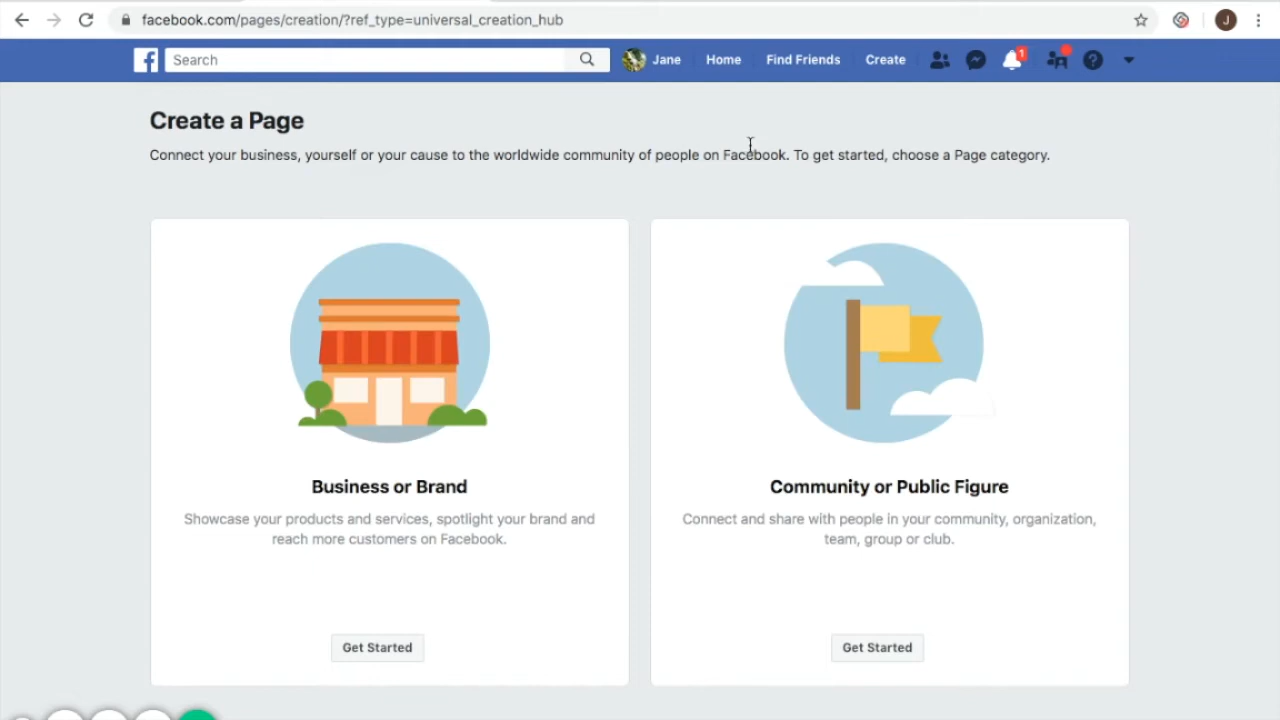 facebook.com/pages/creation/?ref_type=universal_creation_hub
J
f
Search
Jane
Home
Find Friends
Create
1
?
Create a Page
Connect your business, yourself or your cause to the worldwide community of people on Facebook. To get started, choose a Page category.
Business or Brand
Showcase your products and services, spotlight your brand and
reach more customers on Facebook.
Get Started
Community or Public Figure
Connect and share with people in your community, organization,
team, group or club.
Get Started